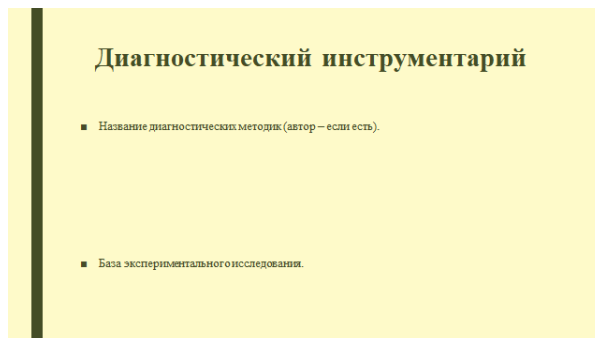 Диагностический инструментарий
Название диагностических методик (автор – если есть).
База экспериментального исследования.